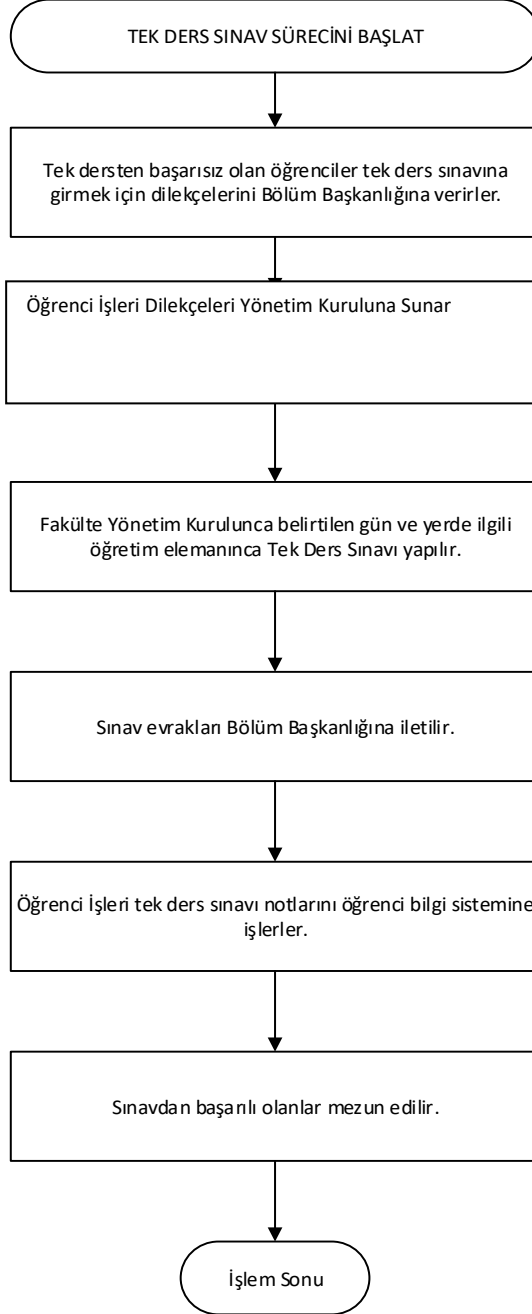 TEK DERS SINAV SÜRECİNİ BAŞLAT
Tek dersten başarısız olan öğrenciler tek ders sınavına
girmek için dilekçelerini Bölüm Başkanlığına verirler.
Öğrenci İşleri Dilekçeleri Yönetim Kuruluna Sunar
Fakülte Yönetim Kurulunca belirtilen gün ve yerde ilgili
öğretim elemanınca Tek Ders Sınavı yapılır.
Sınav evrakları Bölüm Başkanlığına iletilir.
Öğrenci İşleri tek ders sınavı notlarını öğrenci bilgi sistemine
işlerler.
Sınavdan başarılı olanlar mezun edilir.
İşlem Sonu